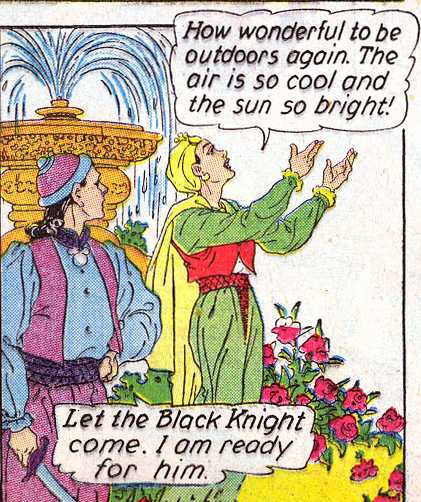 How wonderful to be
outdoors again. The
air is so cool and
the sun so bright!
Let the Black Knight
come. I am ready
for him.